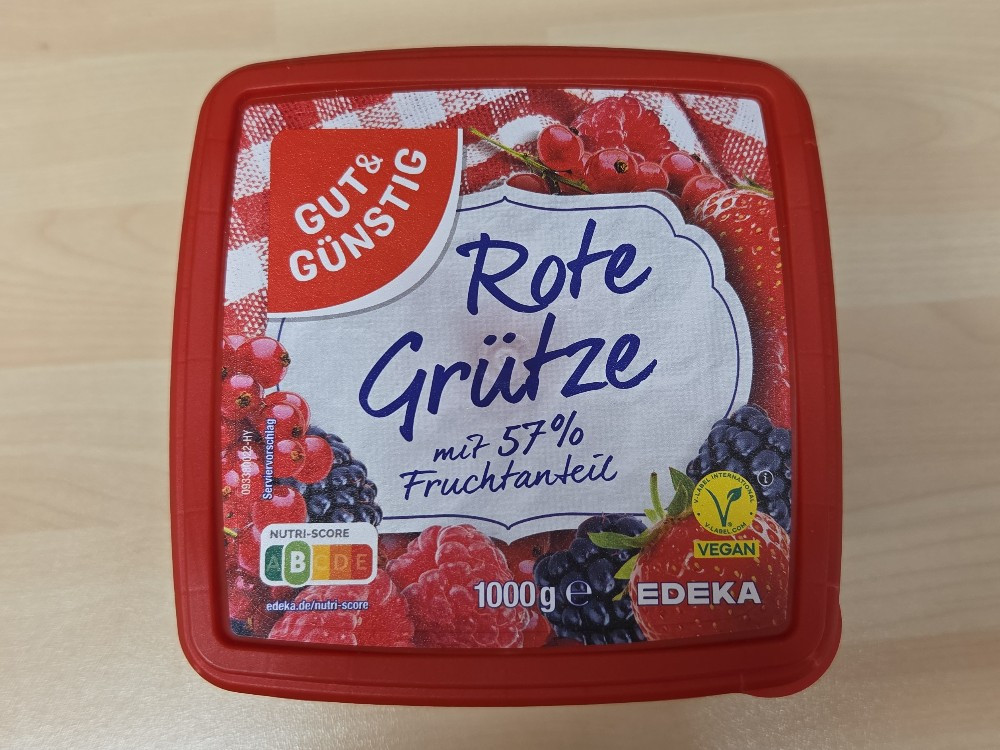 GUT&
GÜNSTIG
Rote
Grütze
mit 57%
Fruchtanteil
Serviervorschlag
NUTRI-SCORE
A B C D E
edeka.de/nutri-score
1000 g e
V-LABEL INTERNATIONAL
V-LABEL.COM
VEGAN
i
EDEKA